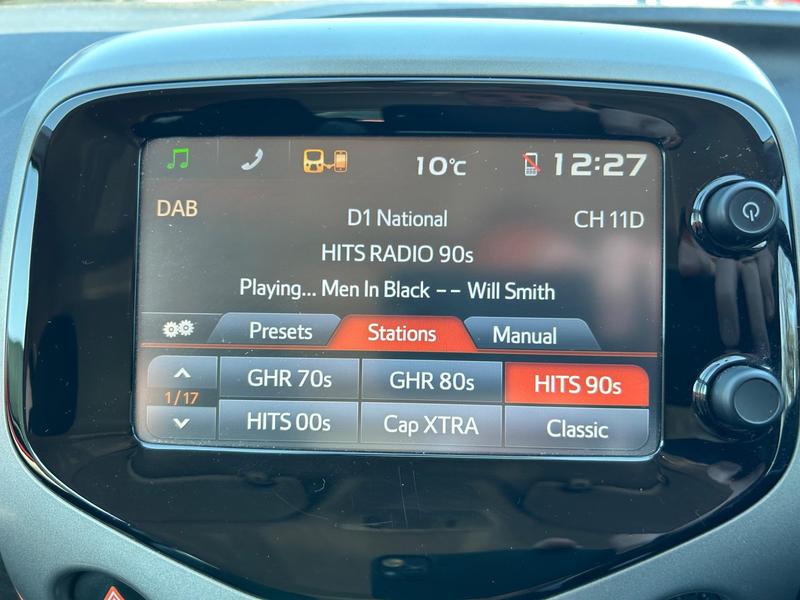 10°C 12:27
DAB D1 National CH 11D
HITS RADIO 90s
Playing... Men In Black -- Will Smith
Presets Stations Manual
GHR 70s GHR 80s HITS 90s
1/17
HITS 00s Cap XTRA Classic